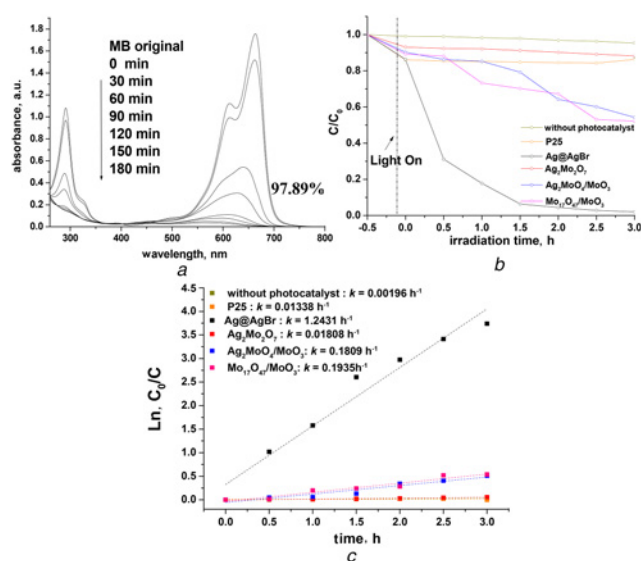 MB original
0 min
30 min
60 min
90 min
120 min
150 min
180 min
97.89%
absorbance, a.u.
1.8
1.6
1.4
1.2
1.0
0.8
0.6
0.4
0.2
0.0
300 400 500 600 700 800
wavelength, nm
a
C/C0
1.0
0.8
0.6
0.4
0.2
0.0
Light On
without photocatalyst
P25
Ag@AgBr
Ag2Mo2O7
Ag2MoO4/MoO3
Mo17O47/MoO3
-0.5 0.0 0.5 1.0 1.5 2.0 2.5 3.0
irradiation time, h
b
without photocatalyst : k = 0.00196 h-1
P25 : k = 0.01338 h-1
Ag@AgBr : k = 1.2431 h-1
Ag2Mo2O7 : k = 0.01808 h-1
Ag2MoO4/MoO3: k = 0.1809 h-1
Mo17O47/MoO3: k = 0.1935h-1
Ln, C0/C
4.5
4.0
3.5
3.0
2.5
2.0
1.5
1.0
0.5
0.0
0.0 0.5 1.0 1.5 2.0 2.5 3.0
time, h
c